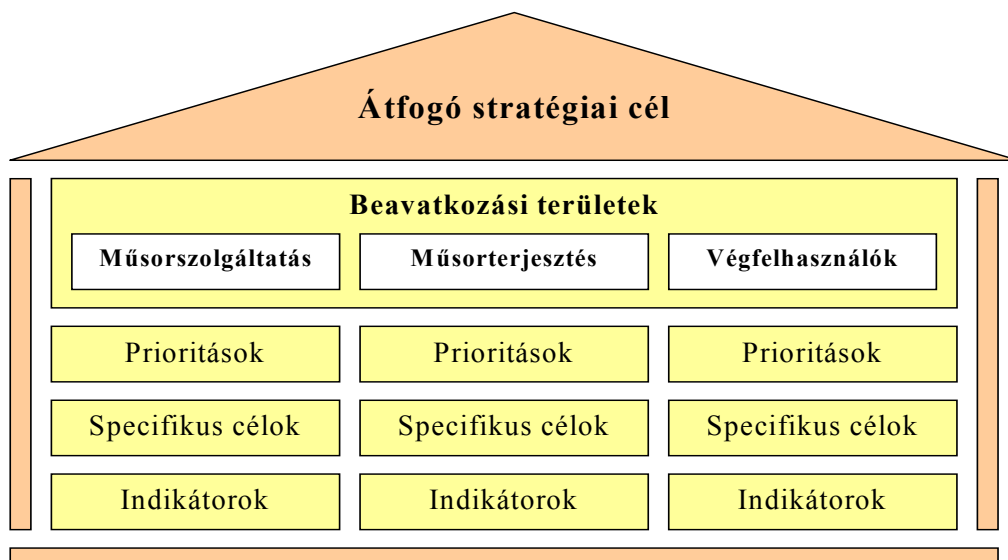 Átfogó stratégiai cél
Beavatkozási területek
Műsorszolgáltatás
Műsorterjesztés
Végfelhasználók
Prioritások
Prioritások
Prioritások
Specifikus célok
Specifikus célok
Specifikus célok
Indikátorok
Indikátorok
Indikátorok